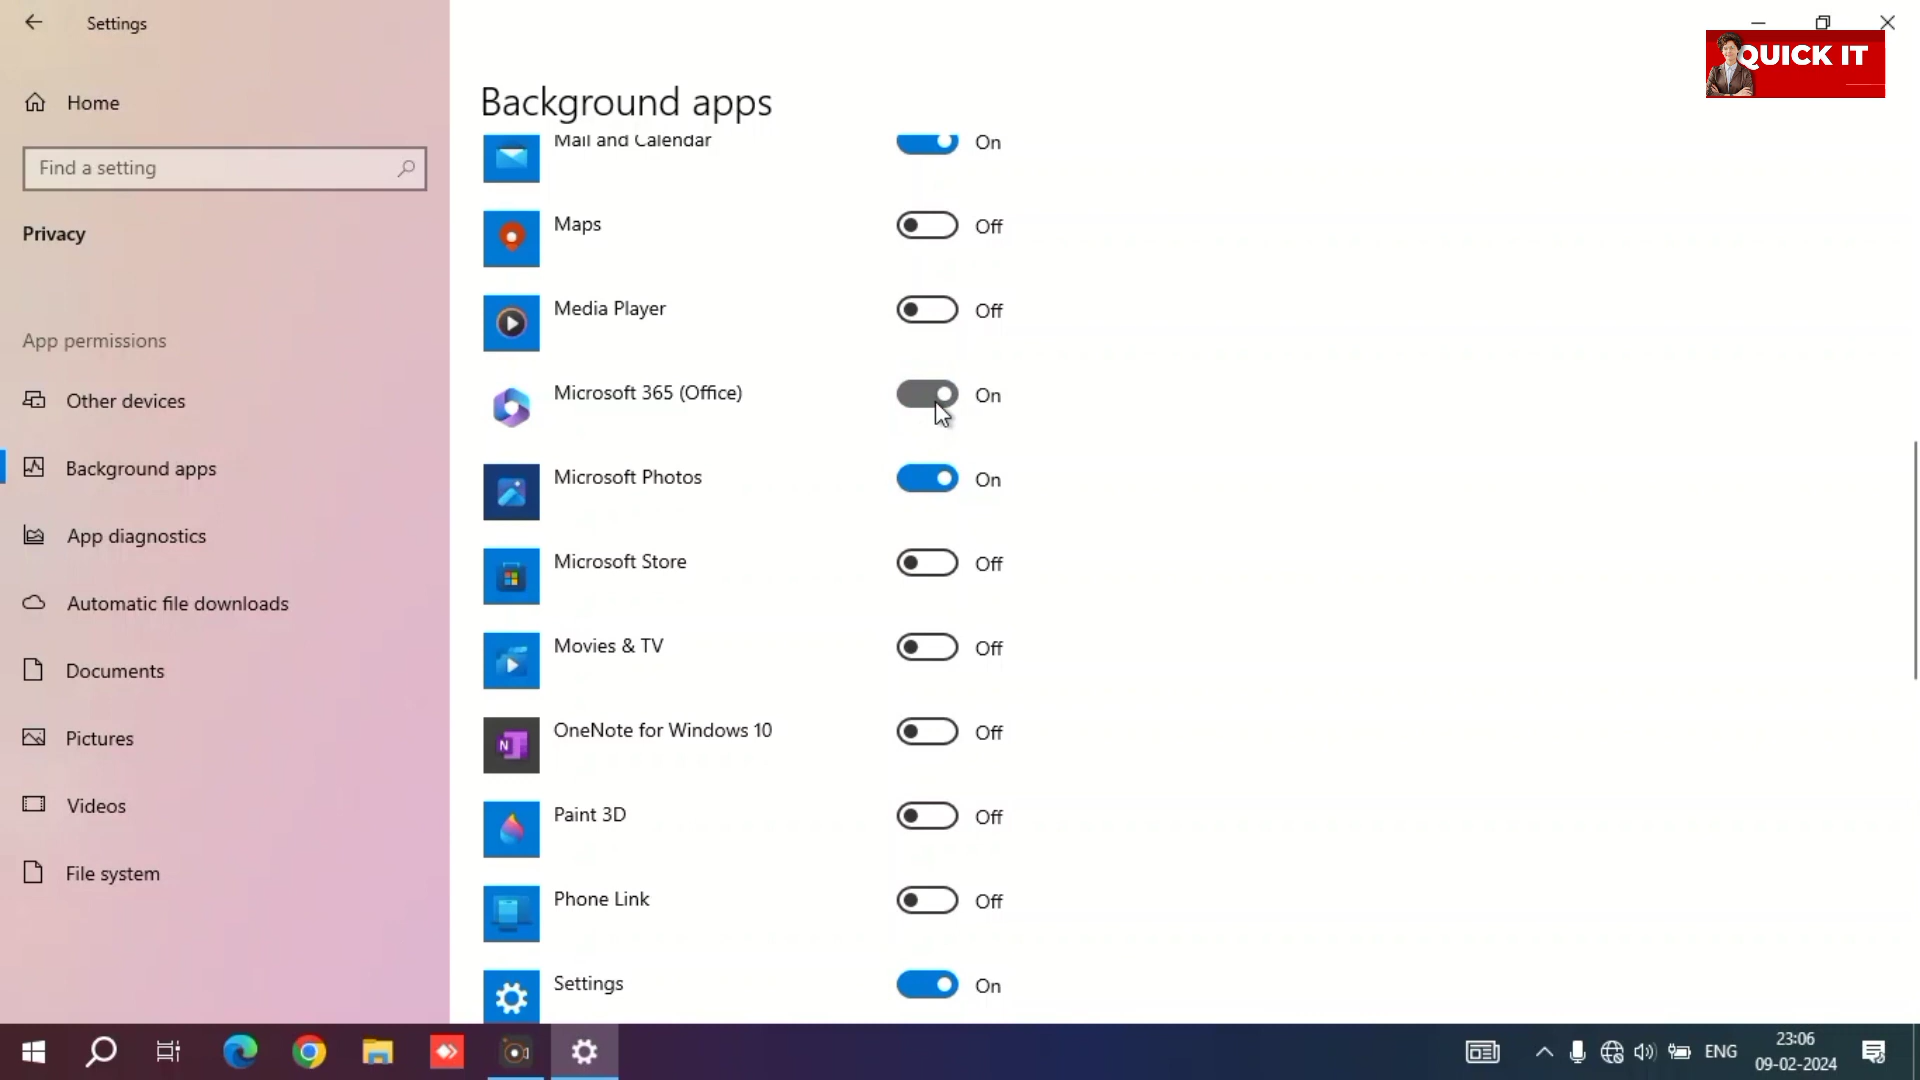 Settings
QUICK IT
Home
Find a setting
Privacy
App permissions
Other devices
Background apps
App diagnostics
Automatic file downloads
Documents
Pictures
Videos
File system
Background apps
Mail and Calendar On
Maps Off
Media Player Off
Microsoft 365 (Office) On
Microsoft Photos On
Microsoft Store Off
Movies & TV Off
OneNote for Windows 10 Off
N
Paint 3D Off
Phone Link Off
Settings On
ENG
23:06
09-02-2024